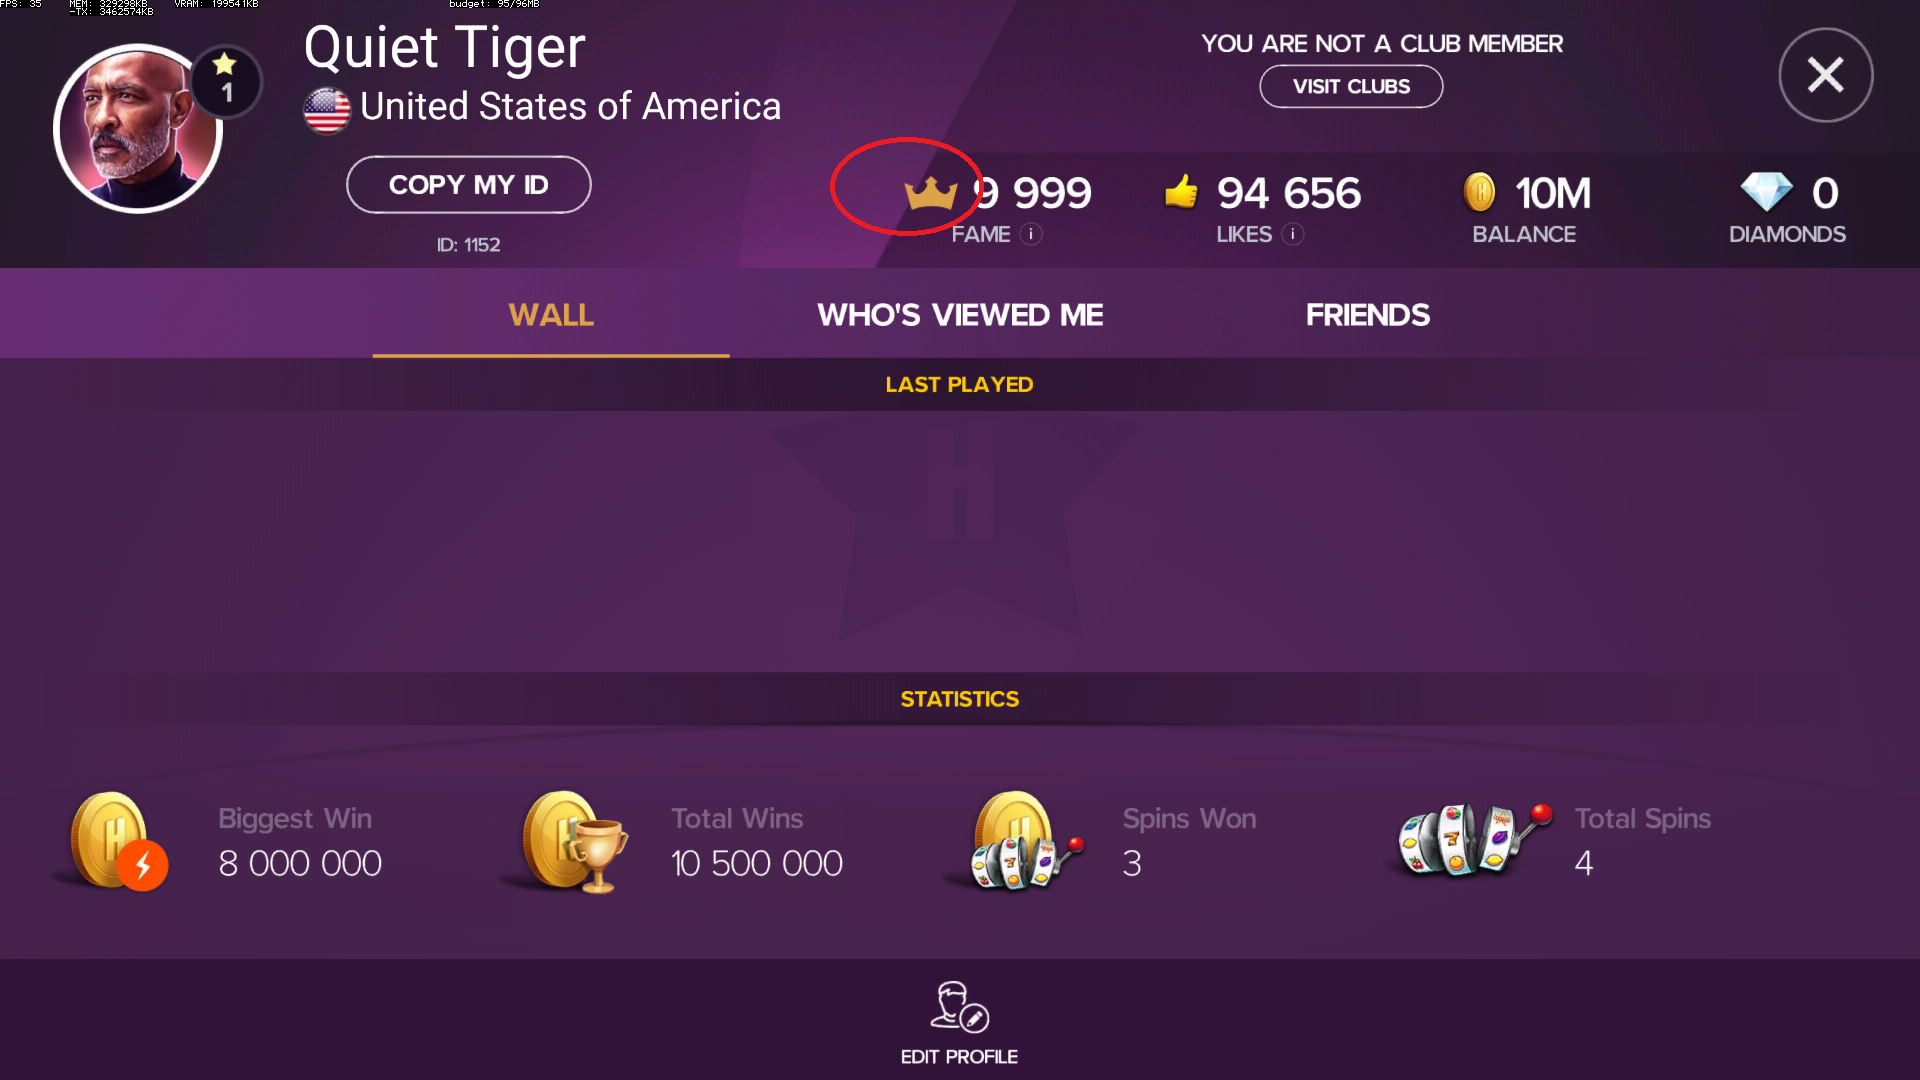 FPS: 35 MEM: 329298KB VRAM: 199541KB budget: 95/96MB
-TX: 3462574KB
Quiet Tiger
1
United States of America
COPY MY ID
ID: 1152
YOU ARE NOT A CLUB MEMBER
VISIT CLUBS
9 999
FAME i
94 656
LIKES i
10M
BALANCE
0
DIAMONDS
WALL WHO'S VIEWED ME FRIENDS
LAST PLAYED
STATISTICS
Biggest Win
8 000 000
Total Wins
10 500 000
Spins Won
3
Total Spins
4
EDIT PROFILE